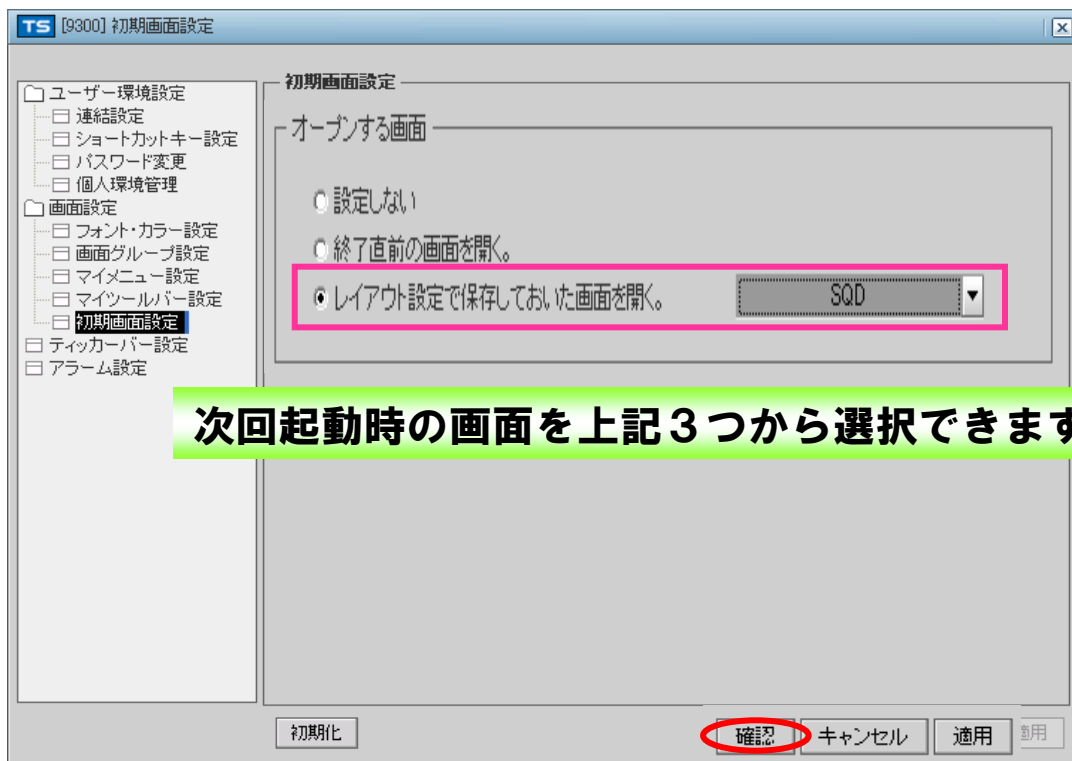 TS [9300] 初期画面設定
ユーザー環境設定
連結設定
ショートカットキー設定
パスワード変更
個人環境管理
画面設定
フォント・カラー設定
画面グループ設定
マイメニュー設定
マイツールバー設定
初期画面設定
ティッカーバー設定
アラーム設定
初期画面設定
オープンする画面
設定しない
終了直前の画面を開く。
レイアウト設定で保存しておいた画面を開く。 SQD
次回起動時の画面を上記3つから選択できます
初期化 確認 キャンセル 適用 適用